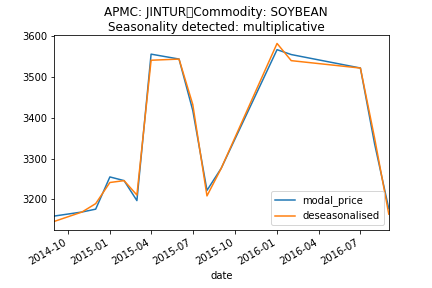 APMC: JINTUR▯Commodity: SOYBEAN
Seasonality detected: multiplicative
3600
3500
3400
3300
3200
2014-10
2015-01
2015-04
2015-07
2015-10
2016-01
2016-04
2016-07
date
modal_price
deseasonalised